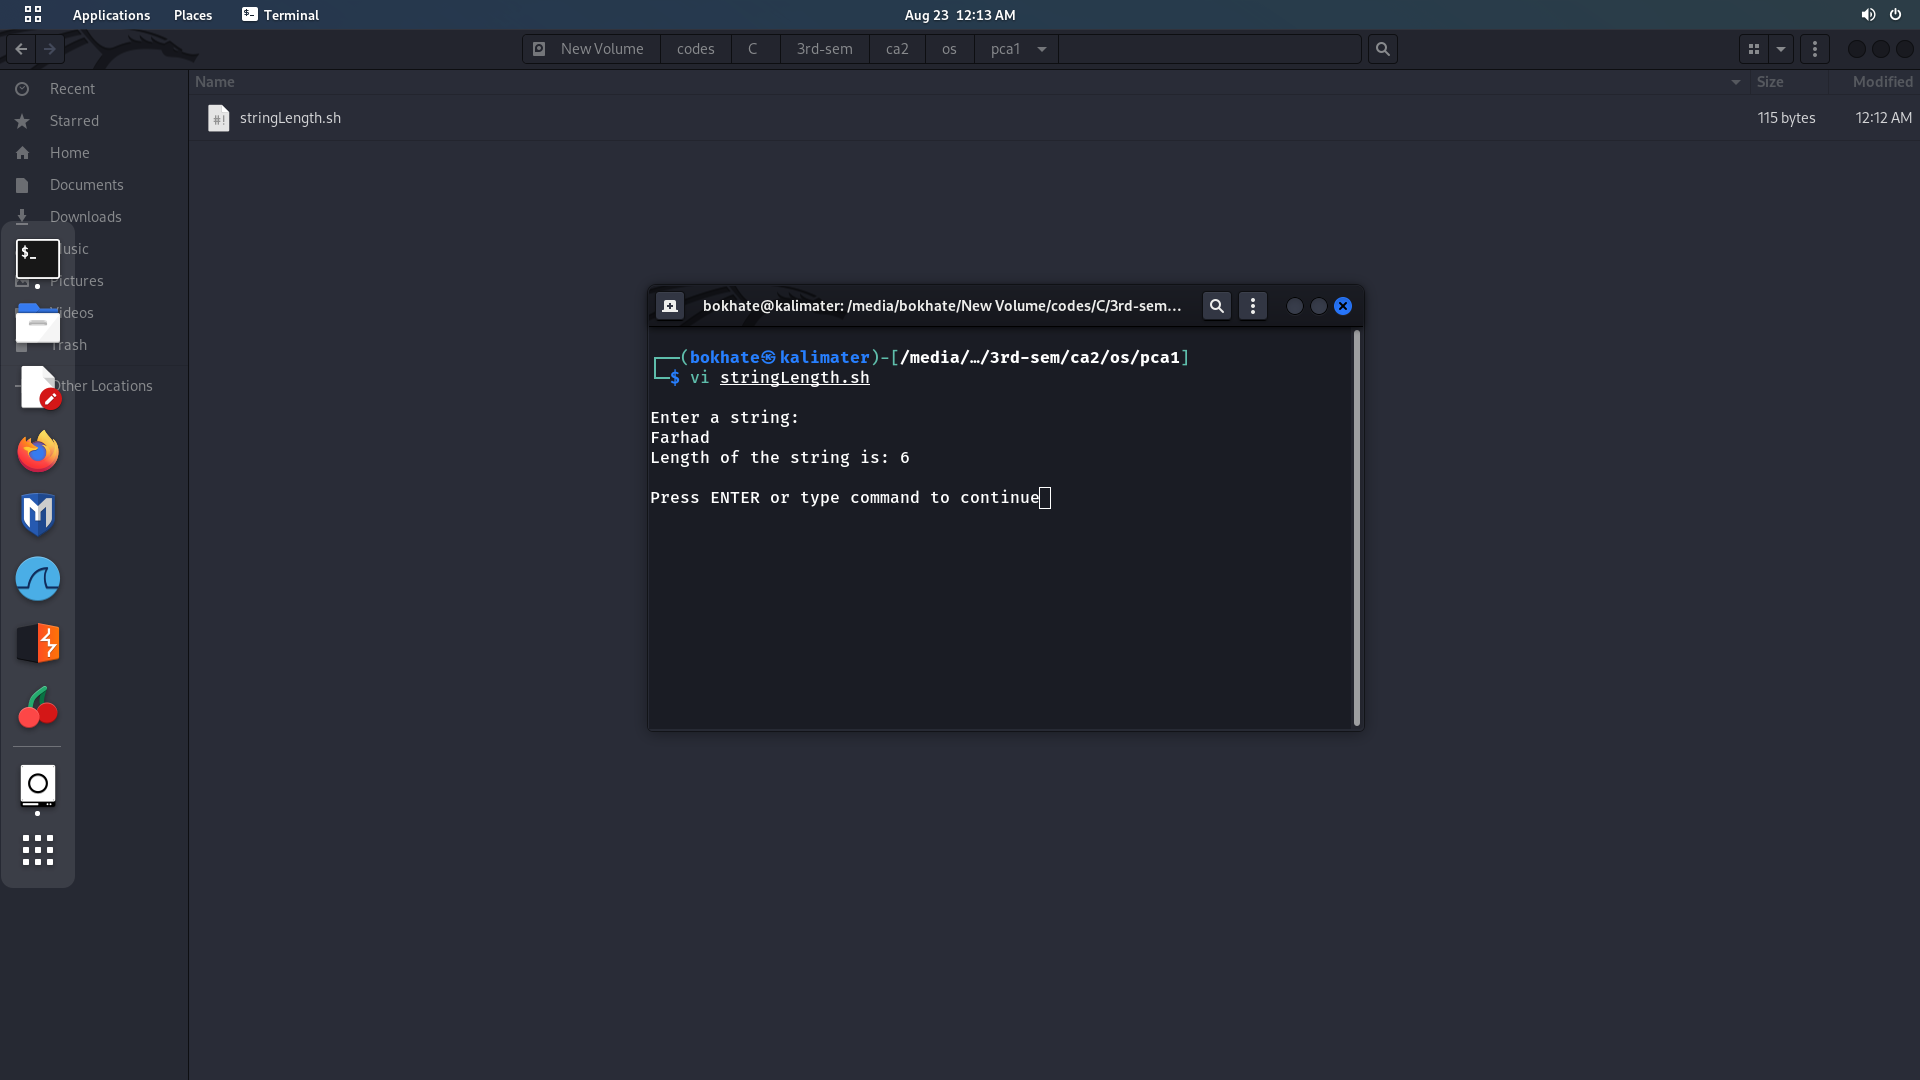 Applications Places Terminal Aug 23 12:13 AM
New Volume codes C 3rd-sem ca2 os pca1
Name Size Modified
Recent
Starred
Home
Documents
Downloads
usic
Pictures
ideos
Trash
Other Locations
stringLength.sh 115 bytes 12:12 AM
bokhate@kalimater: /media/bokhate/New Volume/codes/C/3rd-sem...
┌──(bokhate㉿kalimater)-[/media/…/3rd-sem/ca2/os/pca1]
└─$ vi stringLength.sh
Enter a string:
Farhad
Length of the string is: 6
Press ENTER or type command to continue